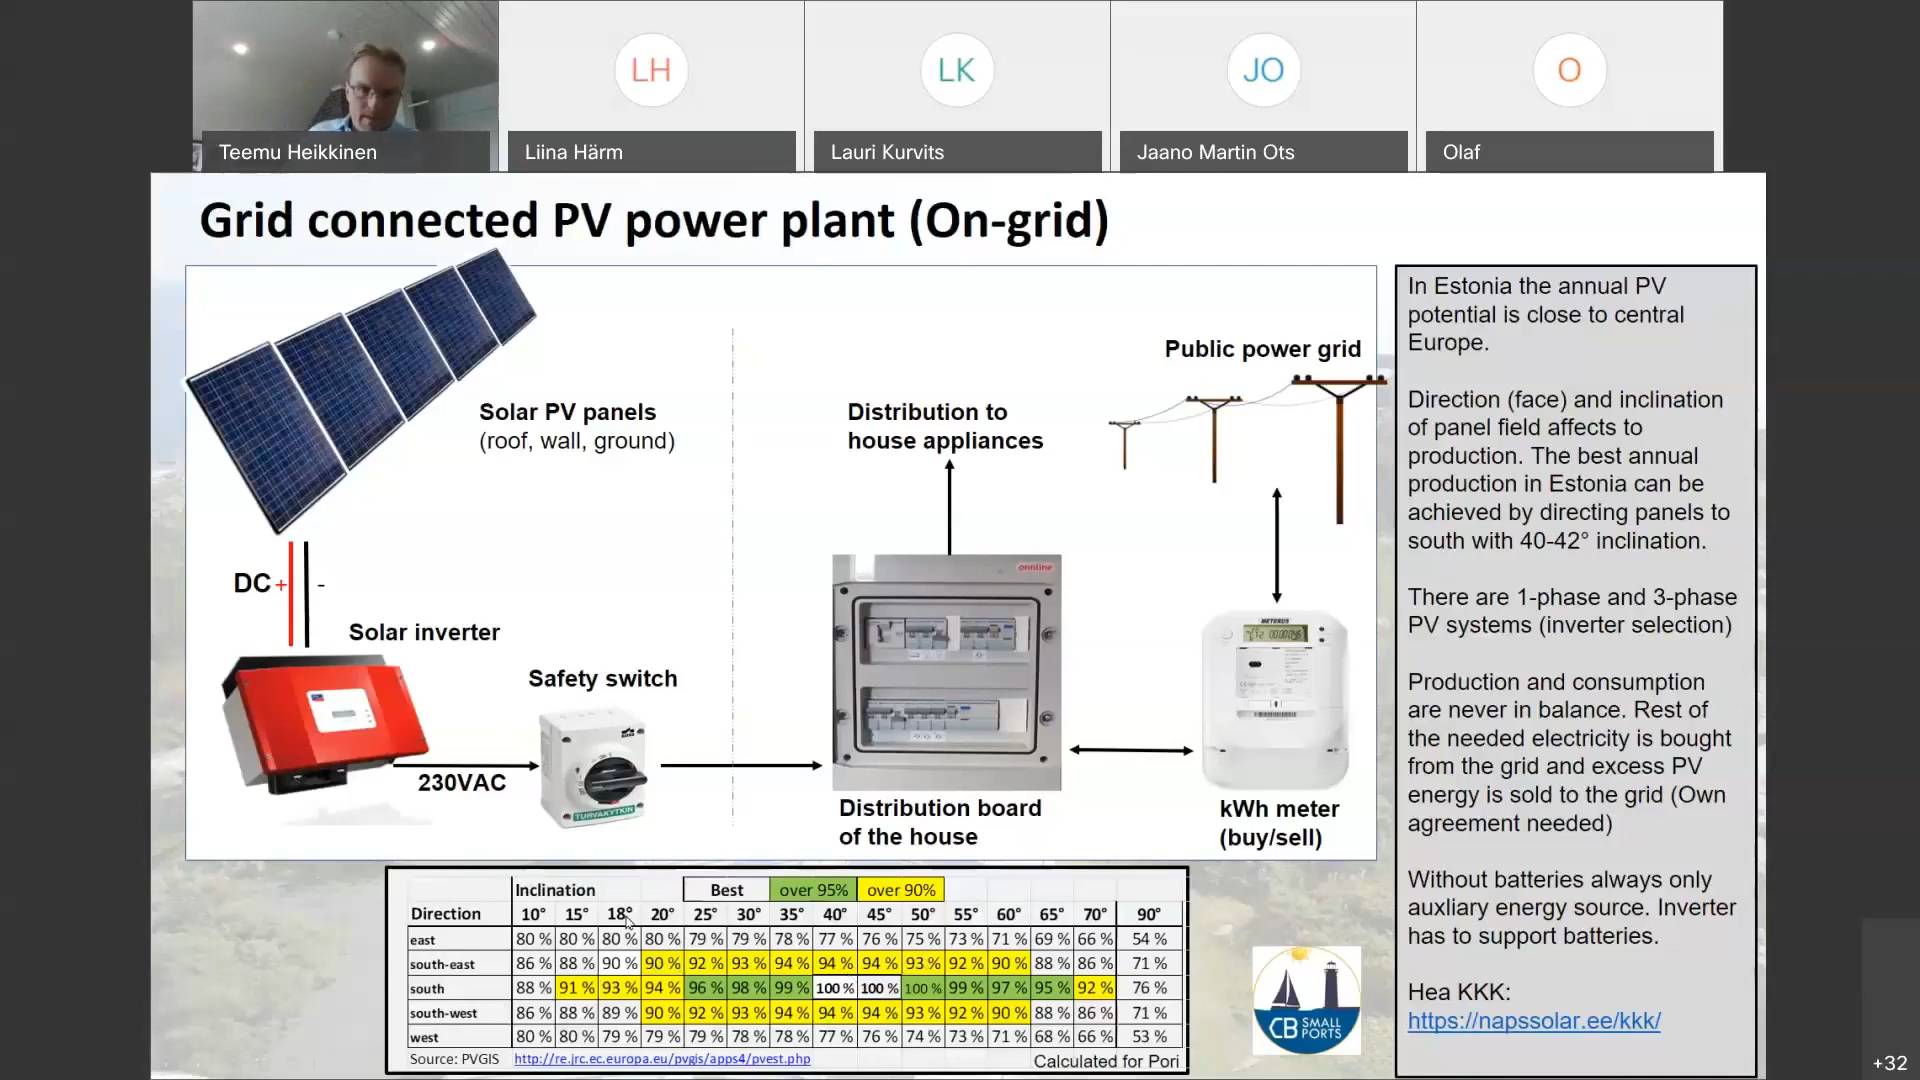 LH
LK
JO
O
Teemu Heikkinen
Liina Härm
Lauri Kurvits
Jaano Martin Ots
Olaf
Grid connected PV power plant (On-grid)
Solar PV panels
(roof, wall, ground)
Distribution to
house appliances
Public power grid
DC + -
Solar inverter
Safety switch
230VAC
TURVAKYTKIN
onnline
METERUS
Distribution board
of the house
kWh meter
(buy/sell)
In Estonia the annual PV
potential is close to central
Europe.
Direction (face) and inclination
of panel field affects to
production. The best annual
production in Estonia can be
achieved by directing panels to
south with 40-42° inclination.
There are 1-phase and 3-phase
PV systems (inverter selection)
Production and consumption
are never in balance. Rest of
the needed electricity is bought
from the grid and excess PV
energy is sold to the grid (Own
agreement needed)
Without batteries always only
auxliary energy source. Inverter
has to support batteries.
Hea KKK:
https://napssolar.ee/kkk/
Inclination Best over 95% over 90%
Direction 10° 15° 18° 20° 25° 30° 35° 40° 45° 50° 55° 60° 65° 70° 90°
east 80 % 80 % 80 % 80 % 79 % 79 % 78 % 77 % 76 % 75 % 73 % 71 % 69 % 66 % 54 %
south-east 86 % 88 % 90 % 90 % 92 % 93 % 94 % 94 % 94 % 93 % 92 % 90 % 88 % 86 % 71 %
south 88 % 91 % 93 % 94 % 96 % 98 % 99 % 100 % 100 % 100 % 99 % 97 % 95 % 92 % 76 %
south-west 86 % 88 % 89 % 90 % 92 % 93 % 94 % 94 % 94 % 93 % 92 % 90 % 88 % 86 % 71 %
west 80 % 80 % 79 % 79 % 79 % 78 % 78 % 77 % 76 % 74 % 73 % 71 % 68 % 66 % 53 %
Source: PVGIS http://re.jrc.ec.europa.eu/pvgis/apps4/pvest.php Calculated for Pori
CB SMALL
PORTS
+32